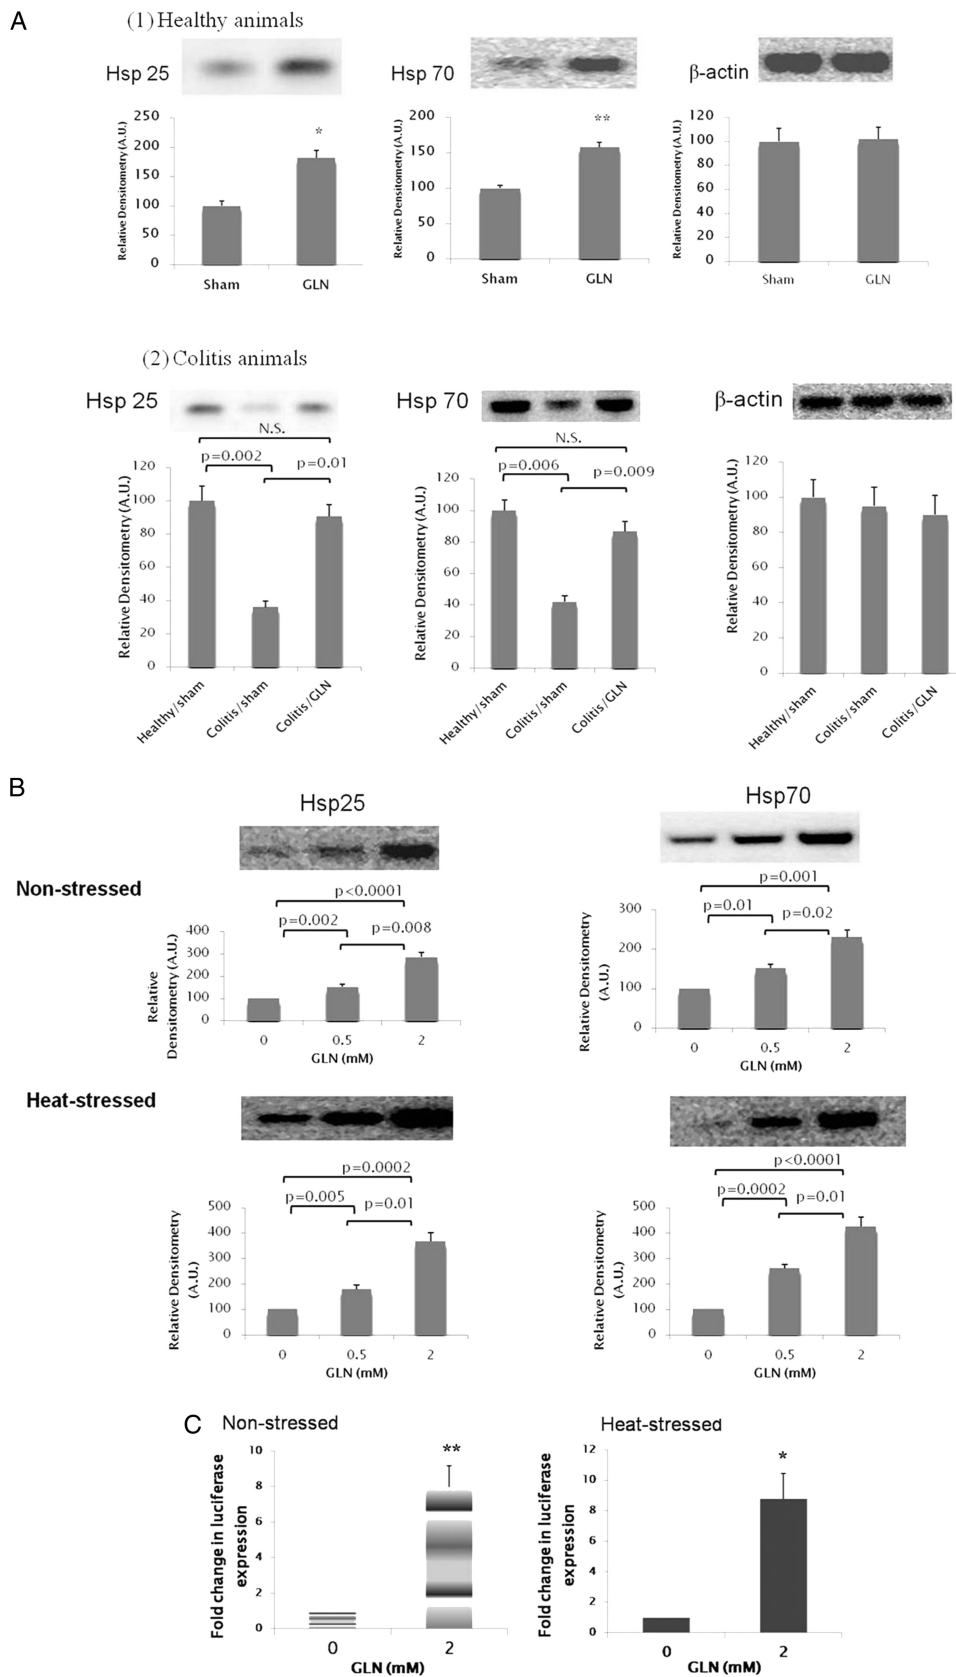 A
(1) Healthy animals
Hsp 25
Hsp 70
β-actin
Relative Densitometry (A.U.)
250
200
150
100
50
0
*
Sham
GLN
Relative Densitometry (A.U.)
200
150
100
50
0
**
Sham
GLN
Relative Densitometry (A.U.)
120
100
80
60
40
20
0
Sham
GLN
(2) Colitis animals
Hsp 25
Hsp 70
β-actin
N.S.
p=0.002
p=0.01
Relative Densitometry (A.U.)
120
100
80
60
40
20
0
Healthy/sham
Colitis/sham
Colitis/GLN
N.S.
p=0.006
p=0.009
Relative Densitometry (A.U.)
120
100
80
60
40
20
0
Healthy/sham
Colitis/sham
Colitis/GLN
Relative Densitometry (A.U.)
120
100
80
60
40
20
0
Healthy/sham
Colitis/sham
Colitis/GLN
B
Hsp25
Hsp70
Non-stressed
p<0.0001
p=0.002
p=0.008
Relative
Densitometry (A.U.)
400
300
200
100
0
0
0.5
2
GLN (mM)
p=0.001
p=0.01
p=0.02
Relative Densitometry
(A.U.)
300
200
100
0
0
0.5
2
GLN (mM)
Heat-stressed
p=0.0002
p=0.005
p=0.01
Relative Densitometry
(A.U.)
500
400
300
200
100
0
0
0.5
2
GLN (mM)
p<0.0001
p=0.0002
p=0.01
Relative Densitometry
(A.U.)
500
400
300
200
100
0
0
0.5
2
GLN (mM)
C
Non-stressed
Fold change in luciferase
expression
10
8
6
4
2
0
**
0
2
GLN (mM)
Heat-stressed
Fold change in luciferase
expression
12
10
8
6
4
2
0
*
0
2
GLN (mM)